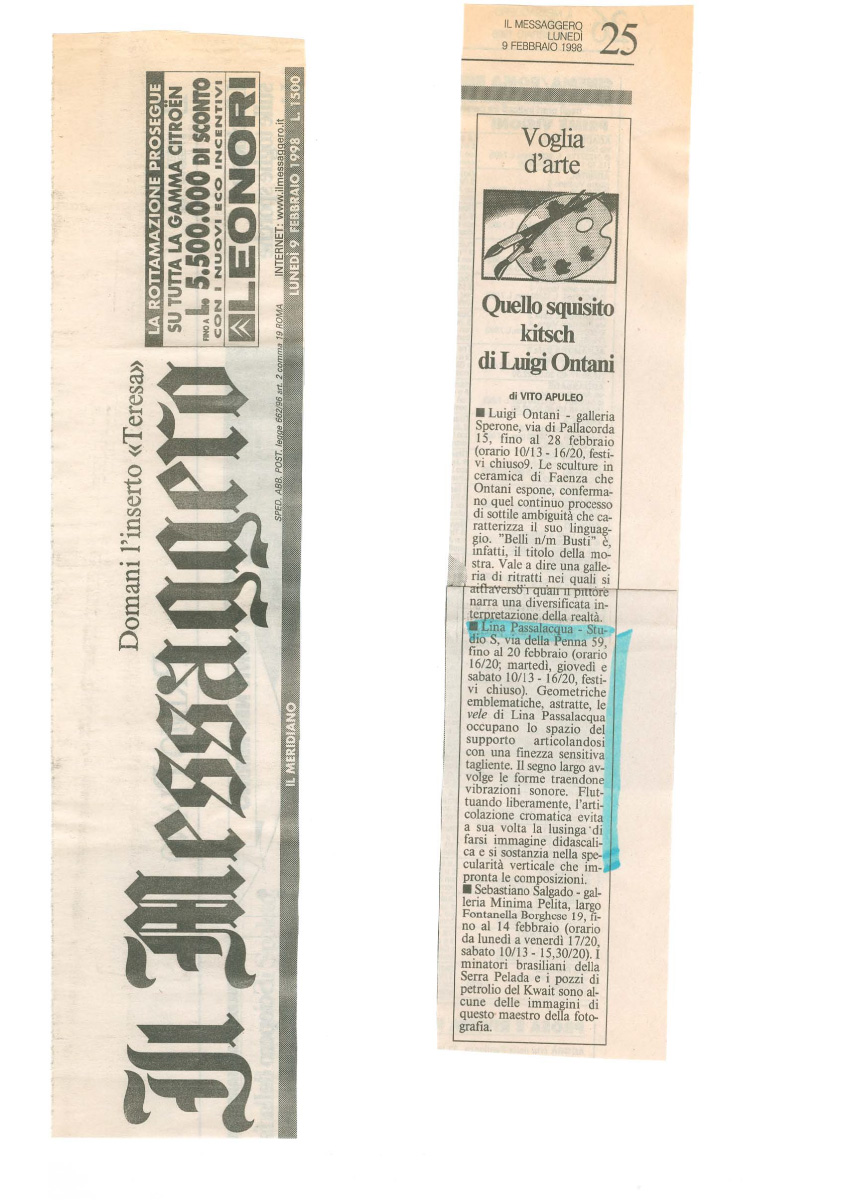 Domani l'inserto «Teresa»
Il Messaggero
LA ROTTAMAZIONE PROSEGUE
SU TUTTA LA GAMMA CITROËN
FINO A L. 5.500.000 DI SCONTO
CON I NUOVI ECO INCENTIVI
LEONORI
SPED. ABB. POST. legge 662/96 art. 2 comma 19 ROMA
INTERNET: www.ilmessaggero.it
IL MERIDIANO
LUNEDÌ 9 FEBBRAIO 1998 L. 1500
IL MESSAGGERO
LUNEDÌ
9 FEBBRAIO 1998
25
Voglia
d'arte
Quello squisito
kitsch
di Luigi Ontani
di VITO APULEO
■ Luigi Ontani - galleria
Sperone, via di Pallacorda
15, fino al 28 febbraio
(orario 10/13 - 16/20, festi-
vi chiuso9. Le sculture in
ceramica di Faenza che
Ontani espone, conferma-
no quel continuo processo
di sottile ambiguità che ca-
ratterizza il suo linguag-
gio. "Belli n/m Busti" è,
infatti, il titolo della mo-
stra. Vale a dire una galle-
ria di ritratti nei quali si
attraverso i quali il pittore
narra una diversificata in-
terpretazione della realtà.
■ Lina Passalacqua - Stu-
dio S, via della Penna 59,
fino al 20 febbraio (orario
16/20; martedì, giovedì e
sabato 10/13 - 16/20, festi-
vi chiuso). Geometriche
emblematiche, astratte, le
vele di Lina Passalacqua
occupano lo spazio del
supporto articolandosi
con una finezza sensitiva
tagliente. Il segno largo av-
volge le forme traendone
vibrazioni sonore. Flut-
tuando liberamente, l'arti-
colazione cromatica evita
a sua volta la lusinga di
farsi immagine didascali-
ca e si sostanzia nella spe-
cularità verticale che im-
pronta le composizioni.
■ Sebastiano Salgado - gal-
leria Minima Pelita, largo
Fontanella Borghese 19, fi-
no al 14 febbraio (orario
da lunedì a venerdì 17/20,
sabato 10/13 - 15,30/20). I
minatori brasiliani della
Serra Pelada e i pozzi di
petrolio del Kwait sono al-
cune delle immagini di
questo maestro della foto-
grafia.